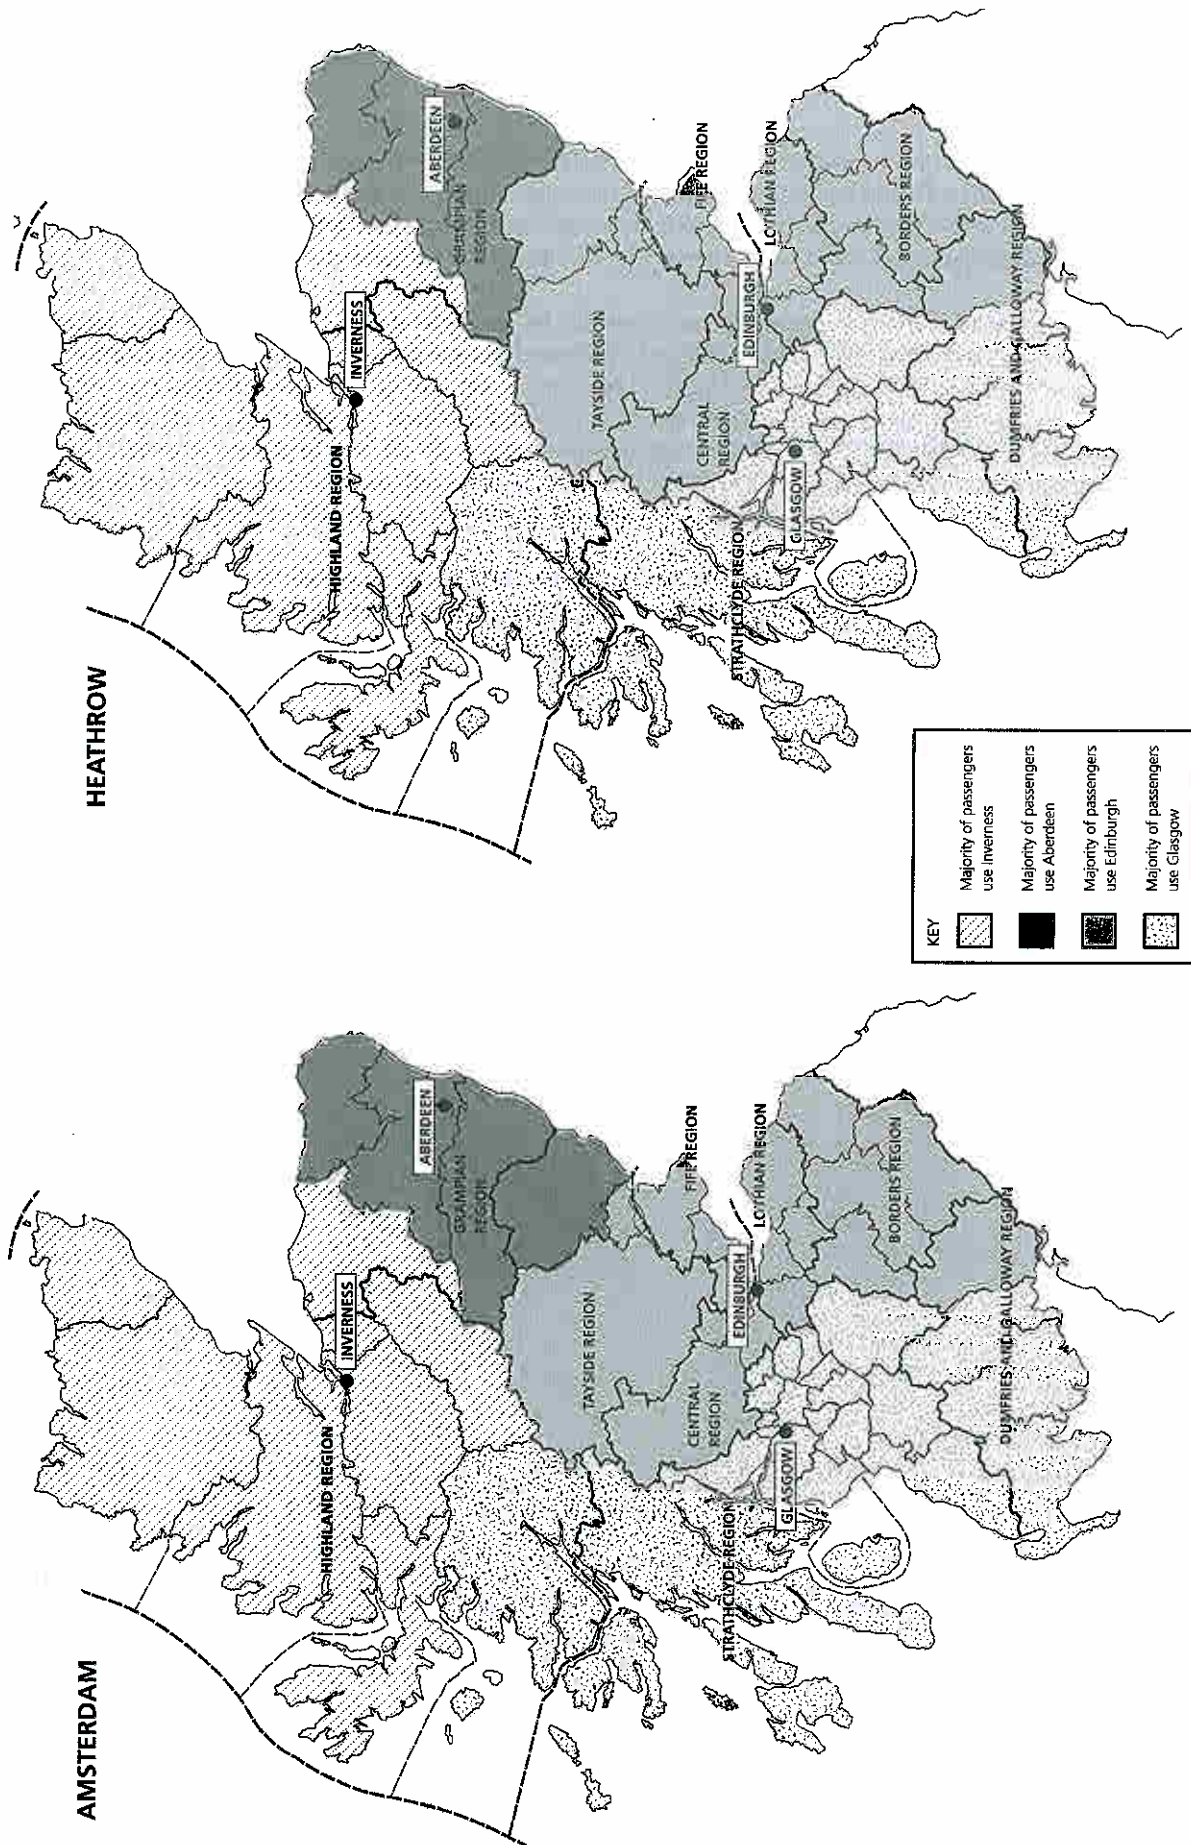 AMSTERDAM
HIGHLAND REGION
INVERNESS
ABERDEEN
GRAMPIAN
REGION
TAYSIDE REGION
CENTRAL
REGION
FIFE REGION
EDINBURGH
LOTHIAN REGION
STRATHCLYDE REGION
GLASGOW
BORDERS REGION
DUMFRIES AND GALLOWAY REGION
HEATHROW
HIGHLAND REGION
INVERNESS
ABERDEEN
GRAMPIAN
REGION
TAYSIDE REGION
CENTRAL
REGION
FIFE REGION
EDINBURGH
LOTHIAN REGION
STRATHCLYDE REGION
GLASGOW
BORDERS REGION
DUMFRIES AND GALLOWAY REGION
KEY
Majority of passengers
use Inverness
Majority of passengers
use Aberdeen
Majority of passengers
use Edinburgh
Majority of passengers
use Glasgow